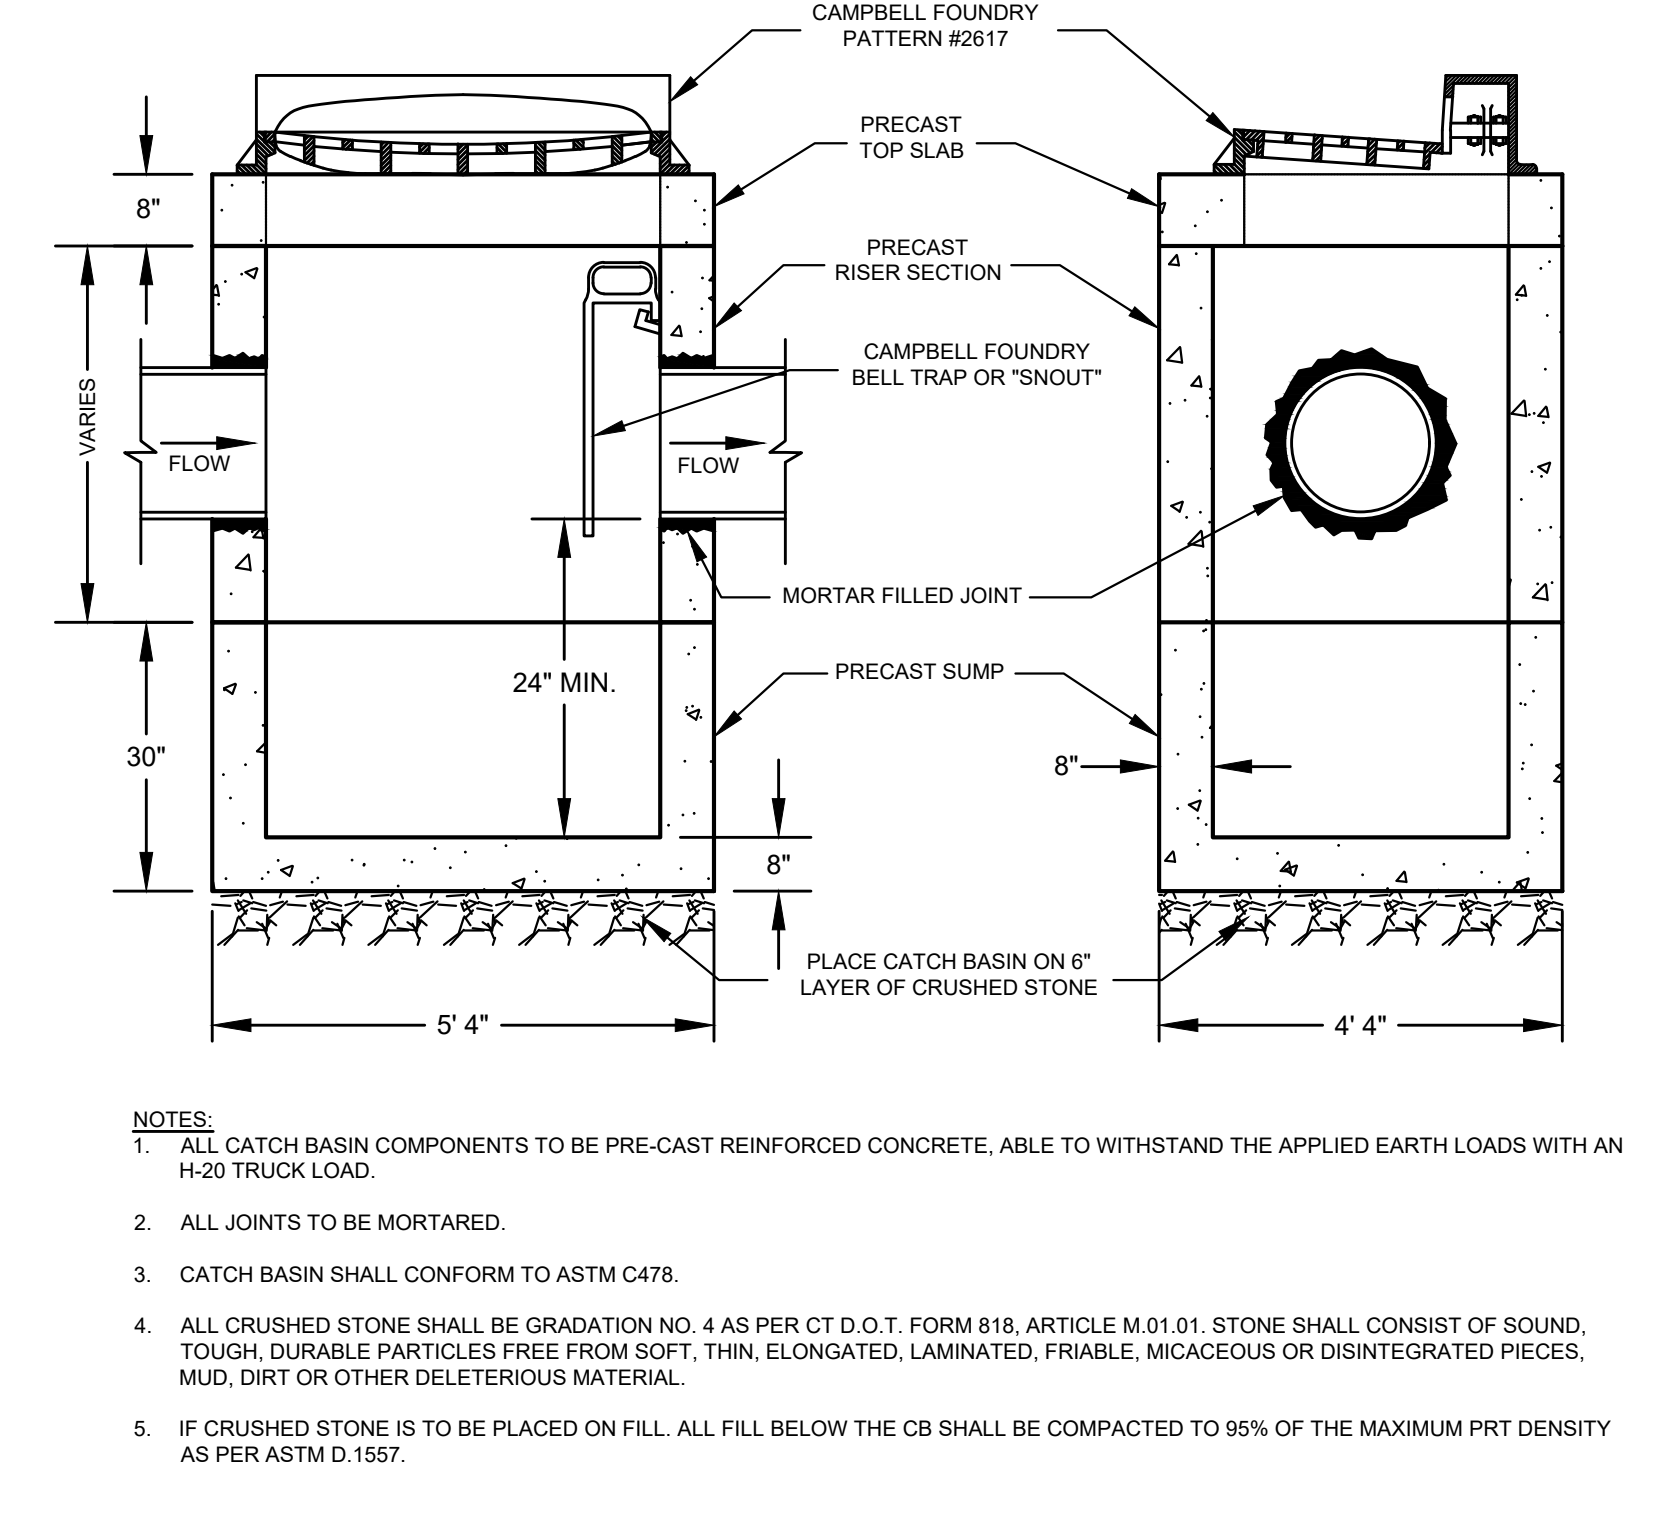 CAMPBELL FOUNDRY
PATTERN #2617
PRECAST
TOP SLAB
8"
PRECAST
RISER SECTION
CAMPBELL FOUNDRY
BELL TRAP OR "SNOUT"
VARIES
FLOW
FLOW
MORTAR FILLED JOINT
PRECAST SUMP
24" MIN.
30"
8"
8"
PLACE CATCH BASIN ON 6"
LAYER OF CRUSHED STONE
5' 4"
4' 4"
NOTES:
1. ALL CATCH BASIN COMPONENTS TO BE PRE-CAST REINFORCED CONCRETE, ABLE TO WITHSTAND THE APPLIED EARTH LOADS WITH AN
H-20 TRUCK LOAD.
2. ALL JOINTS TO BE MORTARED.
3. CATCH BASIN SHALL CONFORM TO ASTM C478.
4. ALL CRUSHED STONE SHALL BE GRADATION NO. 4 AS PER CT D.O.T. FORM 818, ARTICLE M.01.01. STONE SHALL CONSIST OF SOUND,
TOUGH, DURABLE PARTICLES FREE FROM SOFT, THIN, ELONGATED, LAMINATED, FRIABLE, MICACEOUS OR DISINTEGRATED PIECES,
MUD, DIRT OR OTHER DELETERIOUS MATERIAL.
5. IF CRUSHED STONE IS TO BE PLACED ON FILL. ALL FILL BELOW THE CB SHALL BE COMPACTED TO 95% OF THE MAXIMUM PRT DENSITY
AS PER ASTM D.1557.